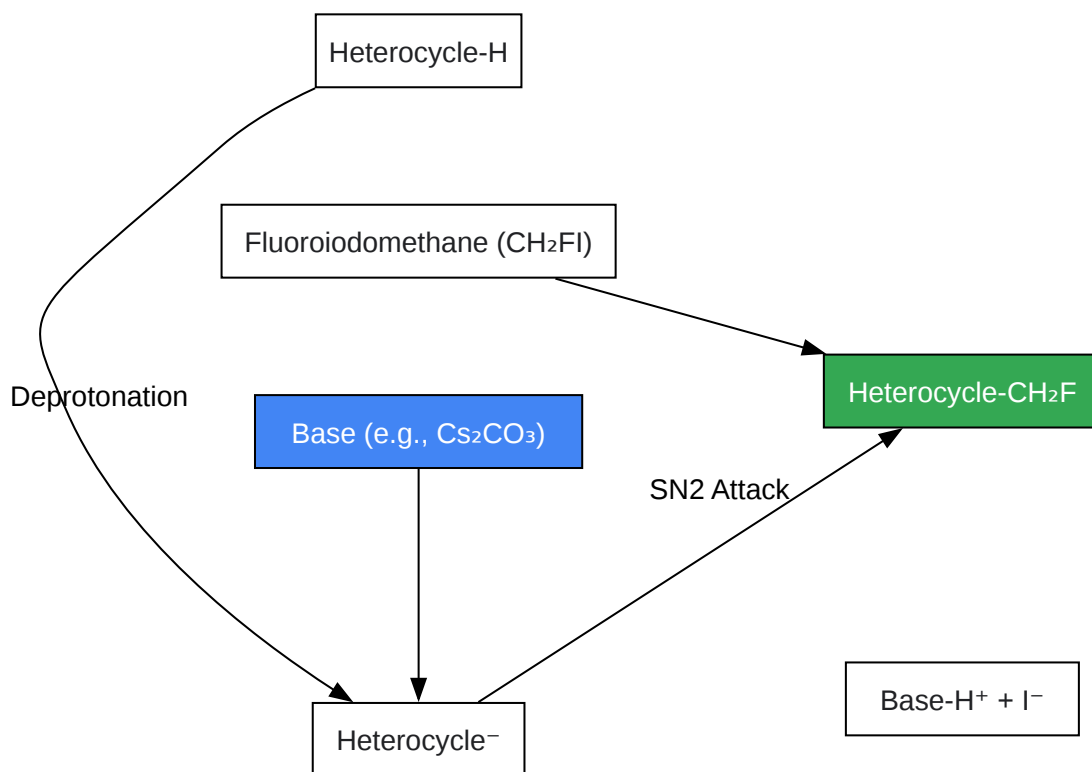 Heterocycle-H
Fluoroiodomethane (CH₂FI)
Deprotonation
Base (e.g., Cs₂CO₃)
Heterocycle-CH₂F
SN2 Attack
Base-H⁺ + I⁻
Heterocycle⁻